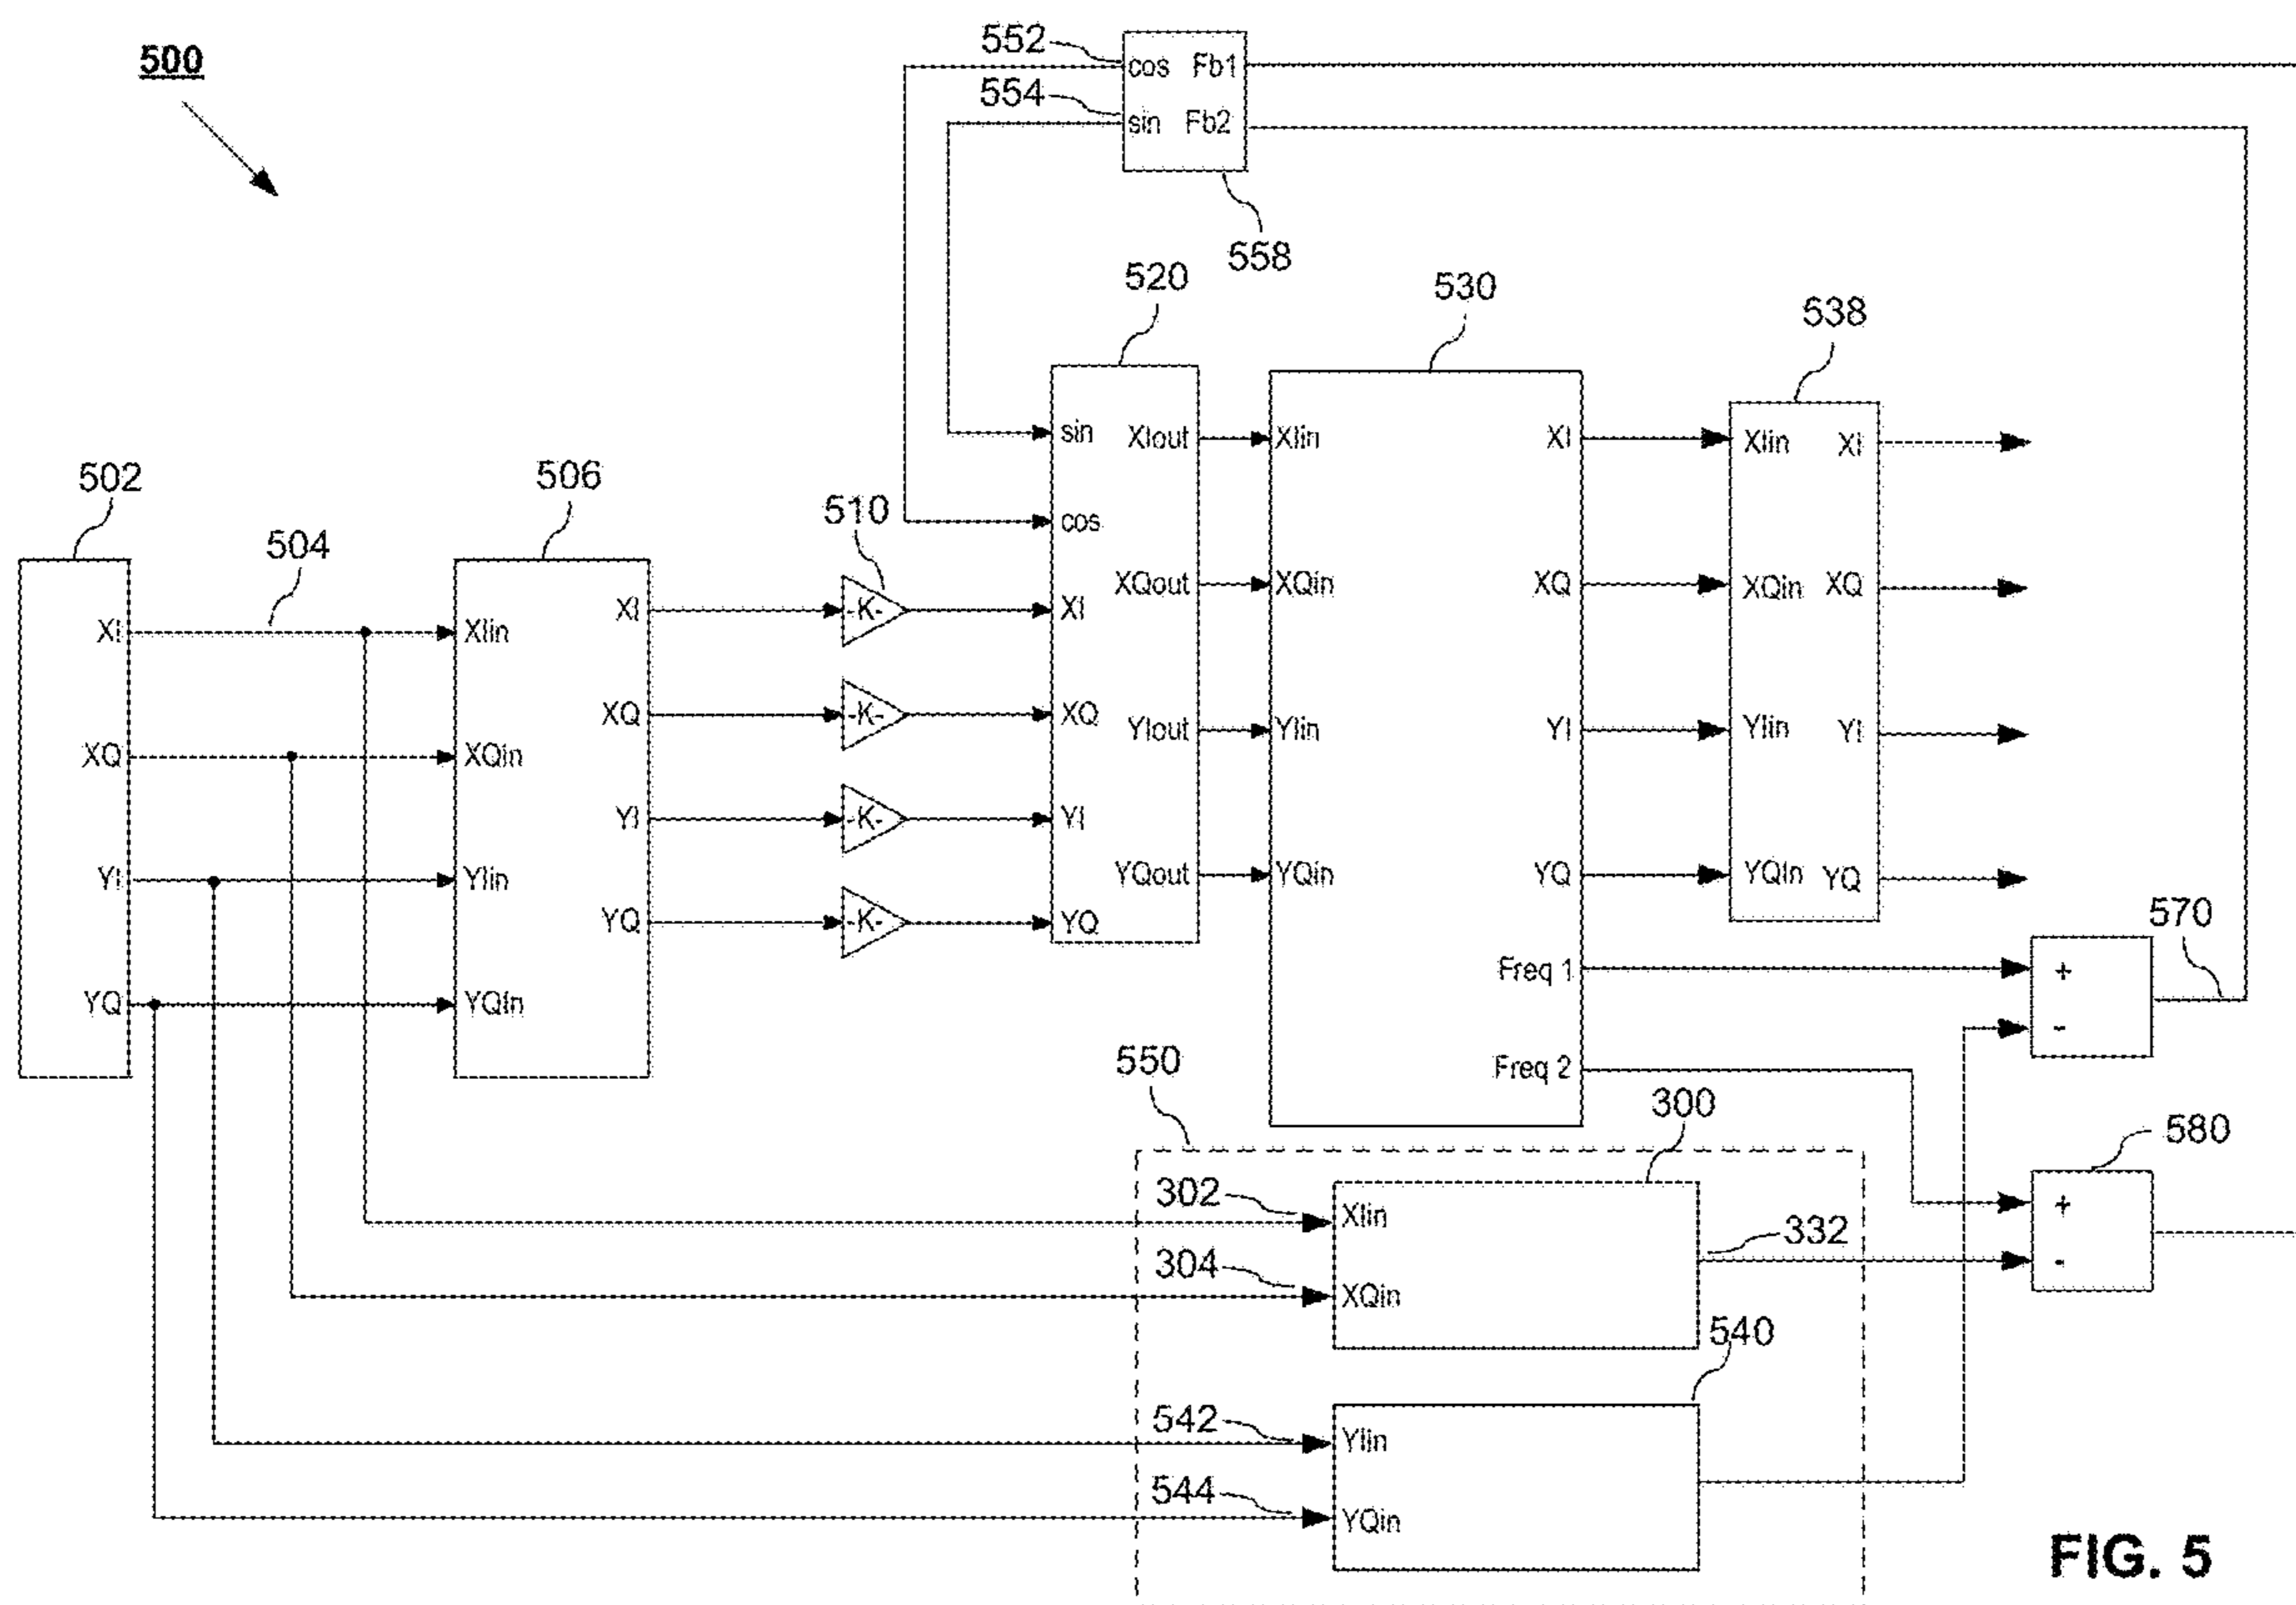 500
552
cos Fb1
554
sin Fb2
558
520
530
538
sin XIout
XIin XI
XIin XI
502
506
510
504
cos
XQout
XQin XQ
XQin XQ
XI
XIin XI
-K-
XI
XQ
XQin XQ
-K-
XQ
YIout
YIin YI
YIin YI
YI
YIin YI
-K-
YI
YQout
YQin YQ
YQin YQ
YQ
YQin YQ
-K-
YQ
570
Freq 1
+
-
Freq 2
550
300
580
302
XIin
+
332
304
XQin
-
540
542
YIin
544
YQin
FIG. 5